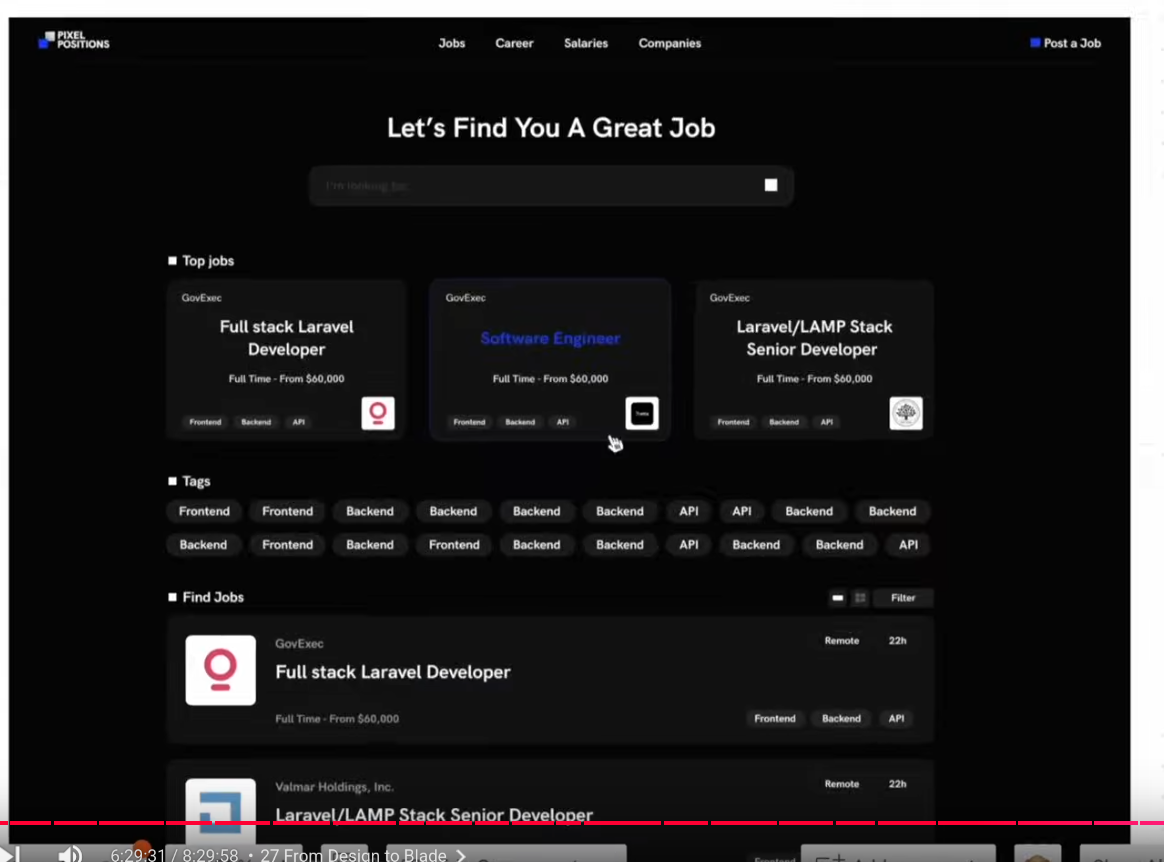 PIXEL
POSITIONS
Jobs Career Salaries Companies
Post a Job
Let's Find You A Great Job
I'm looking for...
Top jobs
GovExec
Full stack Laravel
Developer
Full Time - From $60,000
Frontend Backend API
GovExec
Software Engineer
Full Time - From $60,000
Frontend Backend API
GovExec
Laravel/LAMP Stack
Senior Developer
Full Time - From $60,000
Frontend Backend API
Tags
Frontend Frontend Backend Backend Backend Backend API API Backend Backend
Backend Frontend Backend Frontend Backend Backend API Backend Backend API
Find Jobs
Filter
GovExec
Remote 22h
Full stack Laravel Developer
Full Time - From $60,000
Frontend Backend API
Valmar Holdings, Inc.
Remote 22h
Laravel/LAMP Stack Senior Developer
6:29:31 / 8:29:58 • 27 From Design to Blade
Frontend